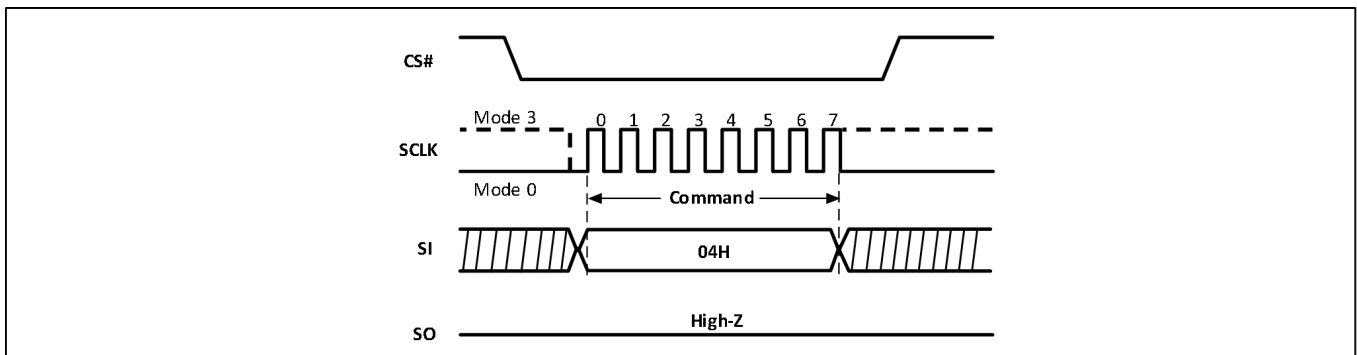 CS#
Mode 3
0 1 2 3 4 5 6 7
SCLK
Mode 0
Command
SI
04H
High-Z
SO